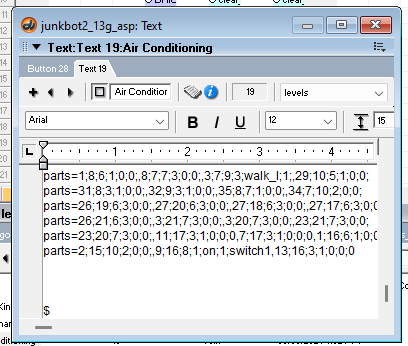 junkbot2_13g_asp: Text
Text:Text 19:Air Conditioning
Button 28
Text 19
Air Condition
19
levels
Arial
B
I
U
12
15
L
1
2
3
4
parts=1;8;6;1;0;0;,8;7;7;3;0;0;,3;7;9;3;walk_l;1;,29;10;5;1;0;0;
parts=31;8;3;1;0;0;,32;9;3;1;0;0;,35;8;7;1;0;0;,34;7;10;2;0;0;
parts=26;19;6;3;0;0;,27;20;6;3;0;0;,27;18;6;3;0;0;,27;17;6;3;0;0
parts=26;21;6;3;0;0;,3;21;7;3;0;0;,3;20;7;3;0;0;,23;21;7;3;0;0;
parts=23;20;7;3;0;0;,11;17;3;1;0;0;0,7;17;3;1;0;0;0,1;16;6;1;0;0
parts=2;15;10;2;0;0;,9;16;8;1;on;1;switch1,13;16;3;1;0;0;0
$